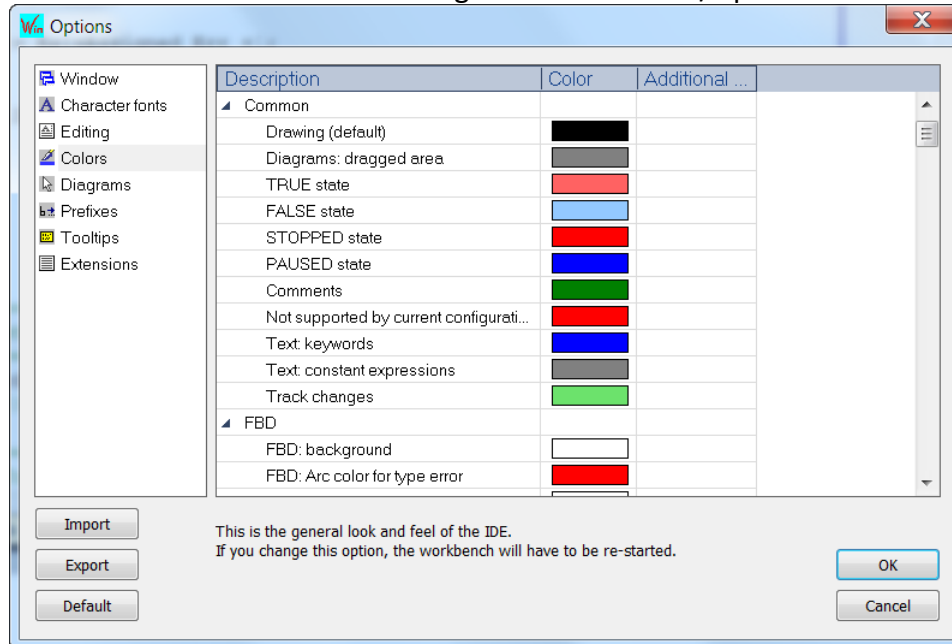 Win Options
X
Window
Character fonts
Editing
Colors
Diagrams
Prefixes
Tooltips
Extensions
Description Color Additional ...
Common
Drawing (default)
Diagrams: dragged area
TRUE state
FALSE state
STOPPED state
PAUSED state
Comments
Not supported by current configurati...
Text: keywords
Text: constant expressions
Track changes
FBD
FBD: background
FBD: Arc color for type error
Import
Export
Default
This is the general look and feel of the IDE.
If you change this option, the workbench will have to be re-started.
OK
Cancel